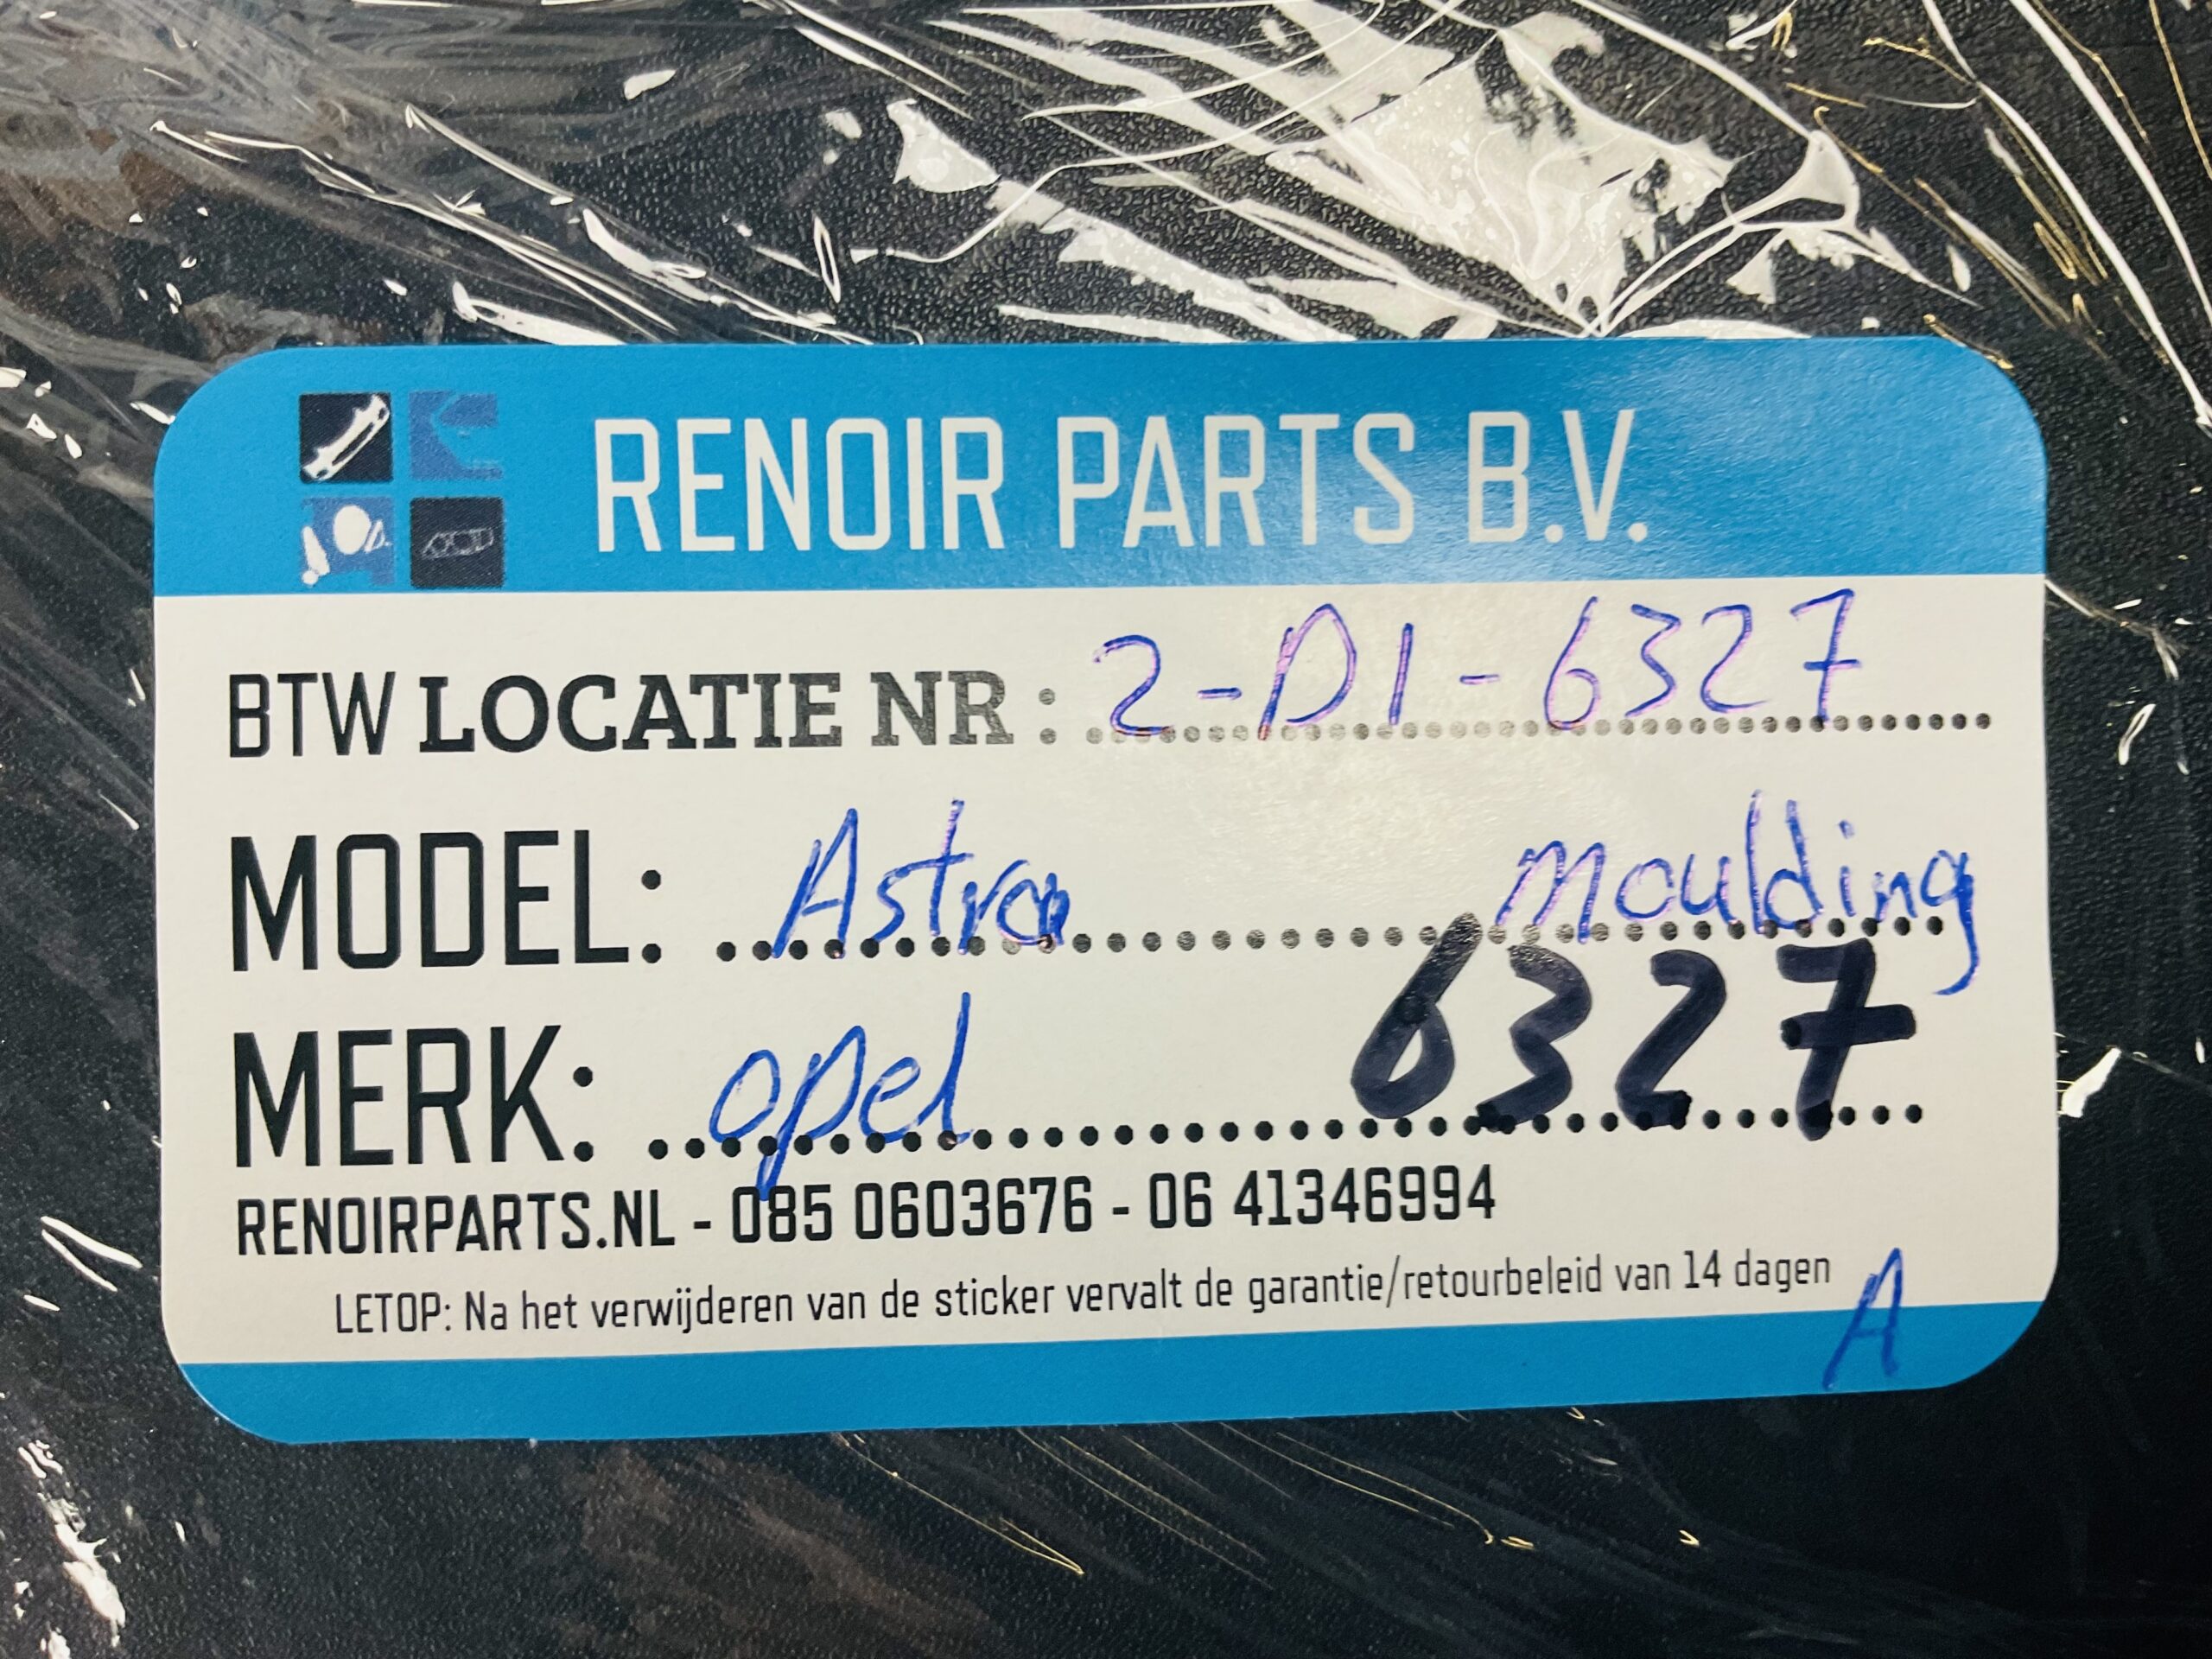 RENOIR PARTS B.V.
BTW LOCATIE NR : 2-D1-6327
MODEL: Astra Moulding
MERK: opel 6327
RENOIRPARTS.NL - 085 0603676 - 06 41346994
LETOP: Na het verwijderen van de sticker vervalt de garantie/retourbeleid van 14 dagen
A